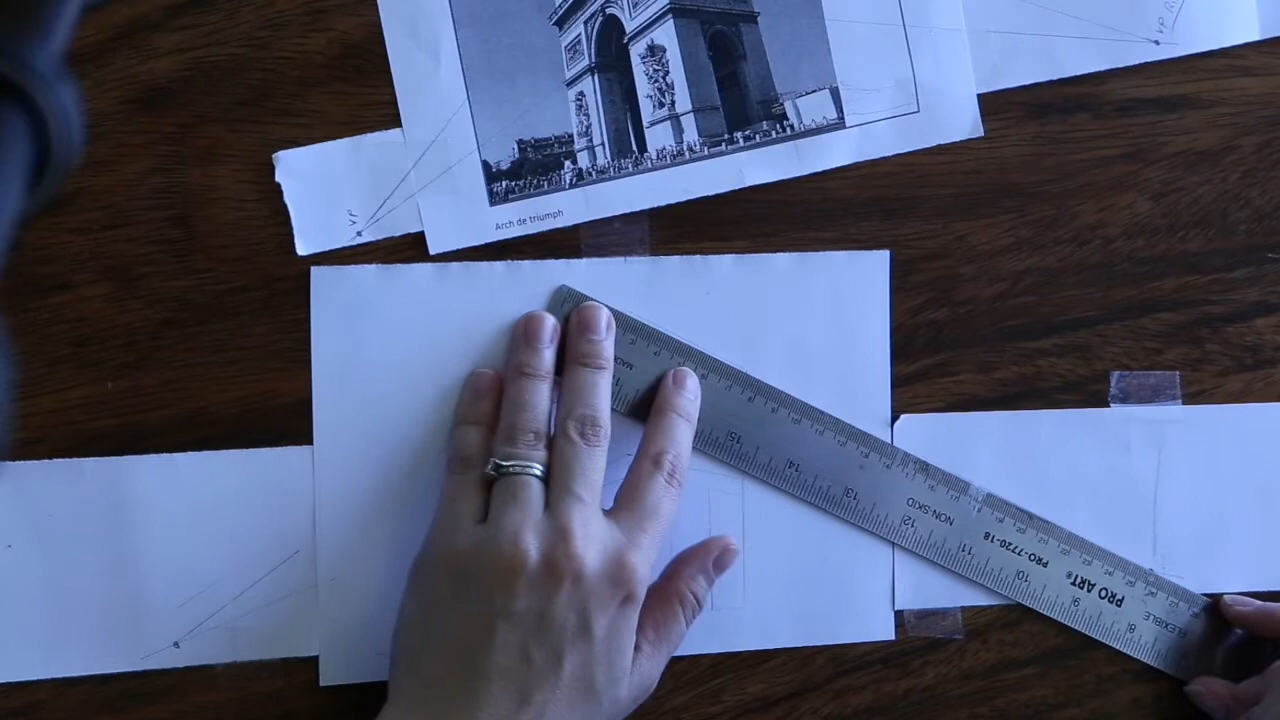 VP
VP
Arch de triumph
MADE
15
14
13
12
11
10
9
8
NON-SKID
PRO-7720-18
PRO ART®
FLEXIBLE